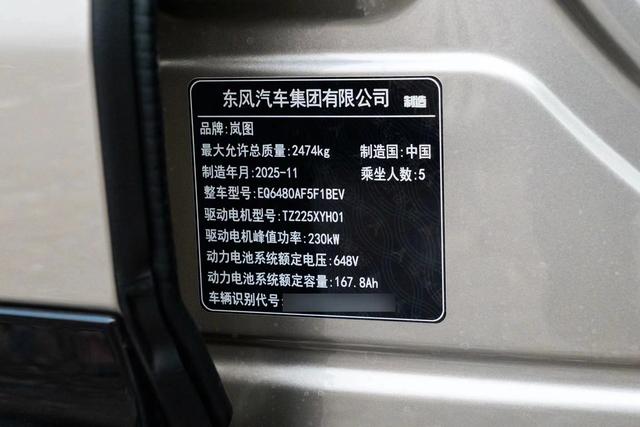 东风汽车集团有限公司 制造
品牌:岚图
最大允许总质量:2474kg 制造国:中国
制造年月:2025-11 乘坐人数:5
整车型号:EQ6480AF5F1BEV
驱动电机型号:TZ225XYH01
驱动电机峰值功率:230kW
动力电池系统额定电压:648V
动力电池系统额定容量:167.8Ah
车辆识别代号: